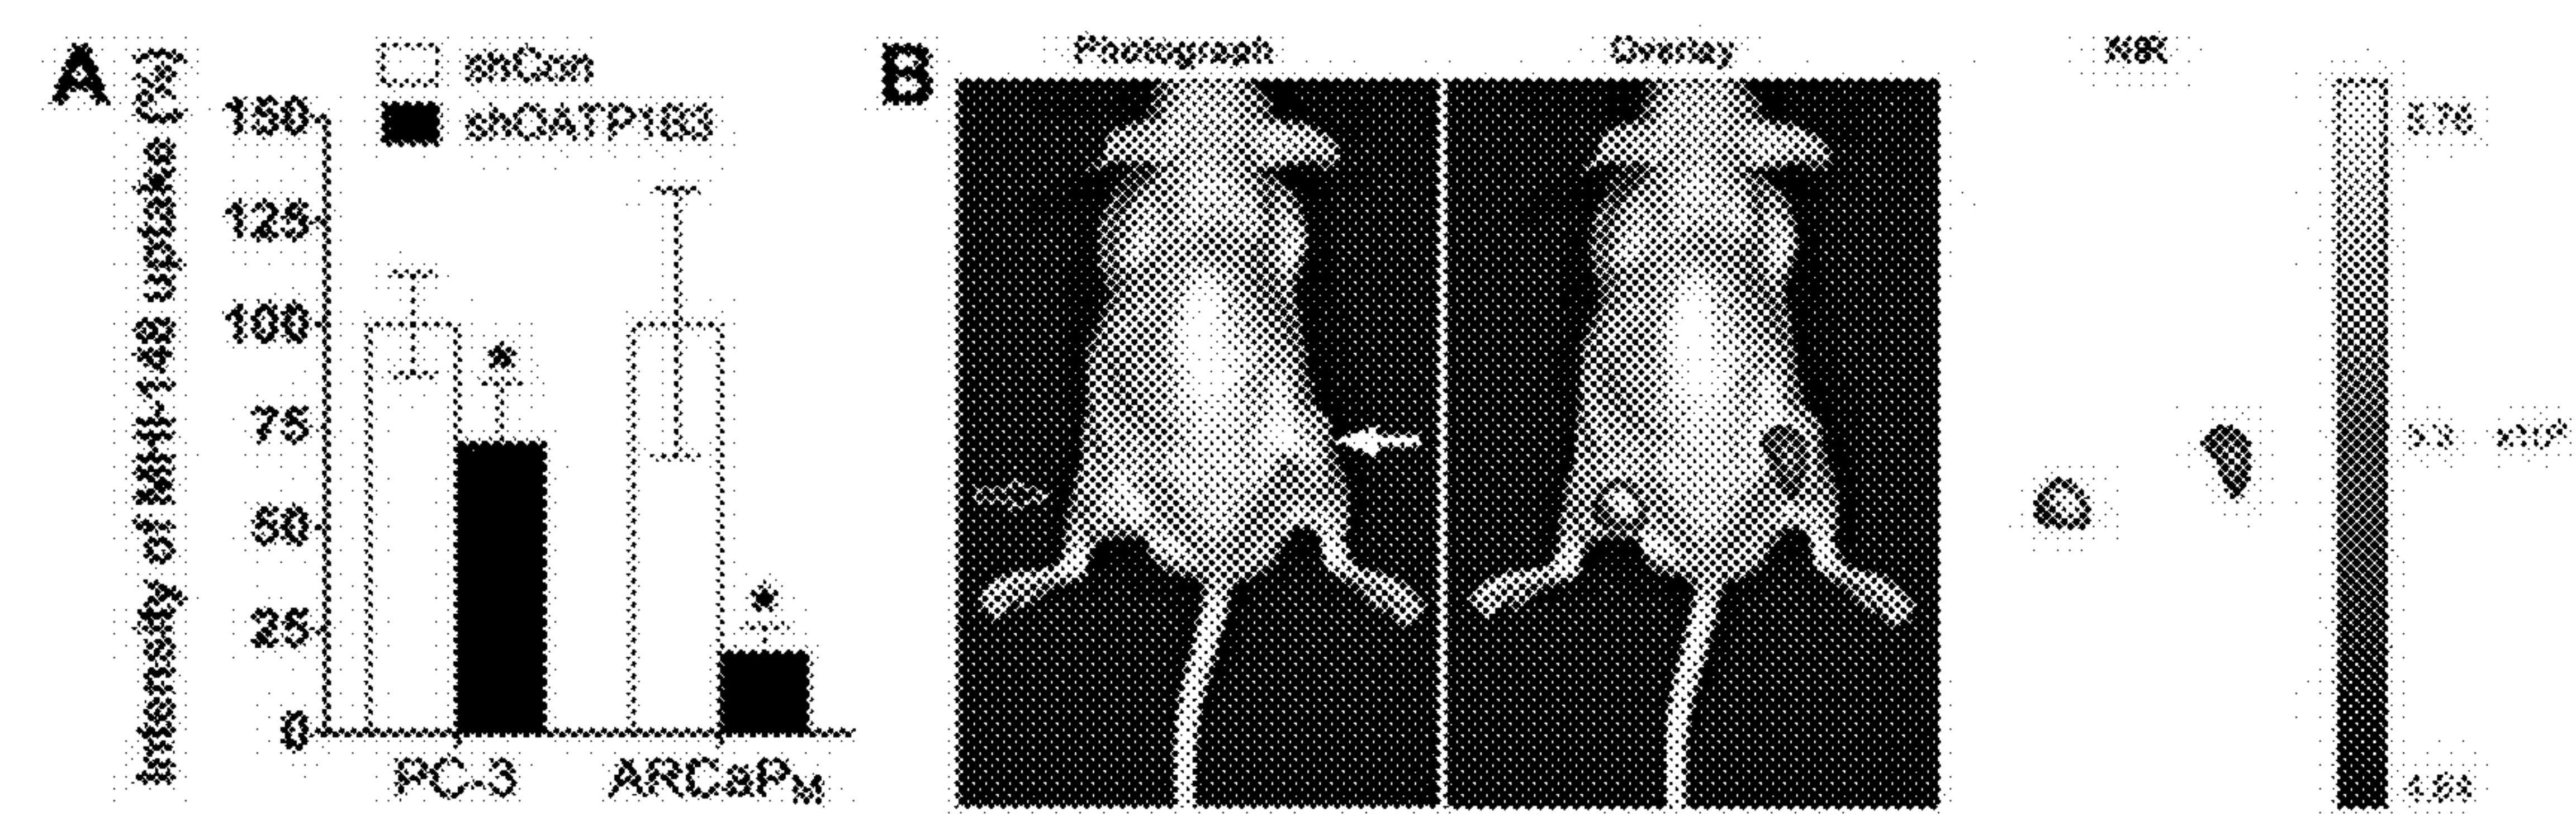 A
Intensity of MHI-148 uptake (%)
150
125
100
75
50
25
0
shCon
shOATP1B3
*
*
PC-3
ARCaPM
B
Photograph
Overlay
NIR